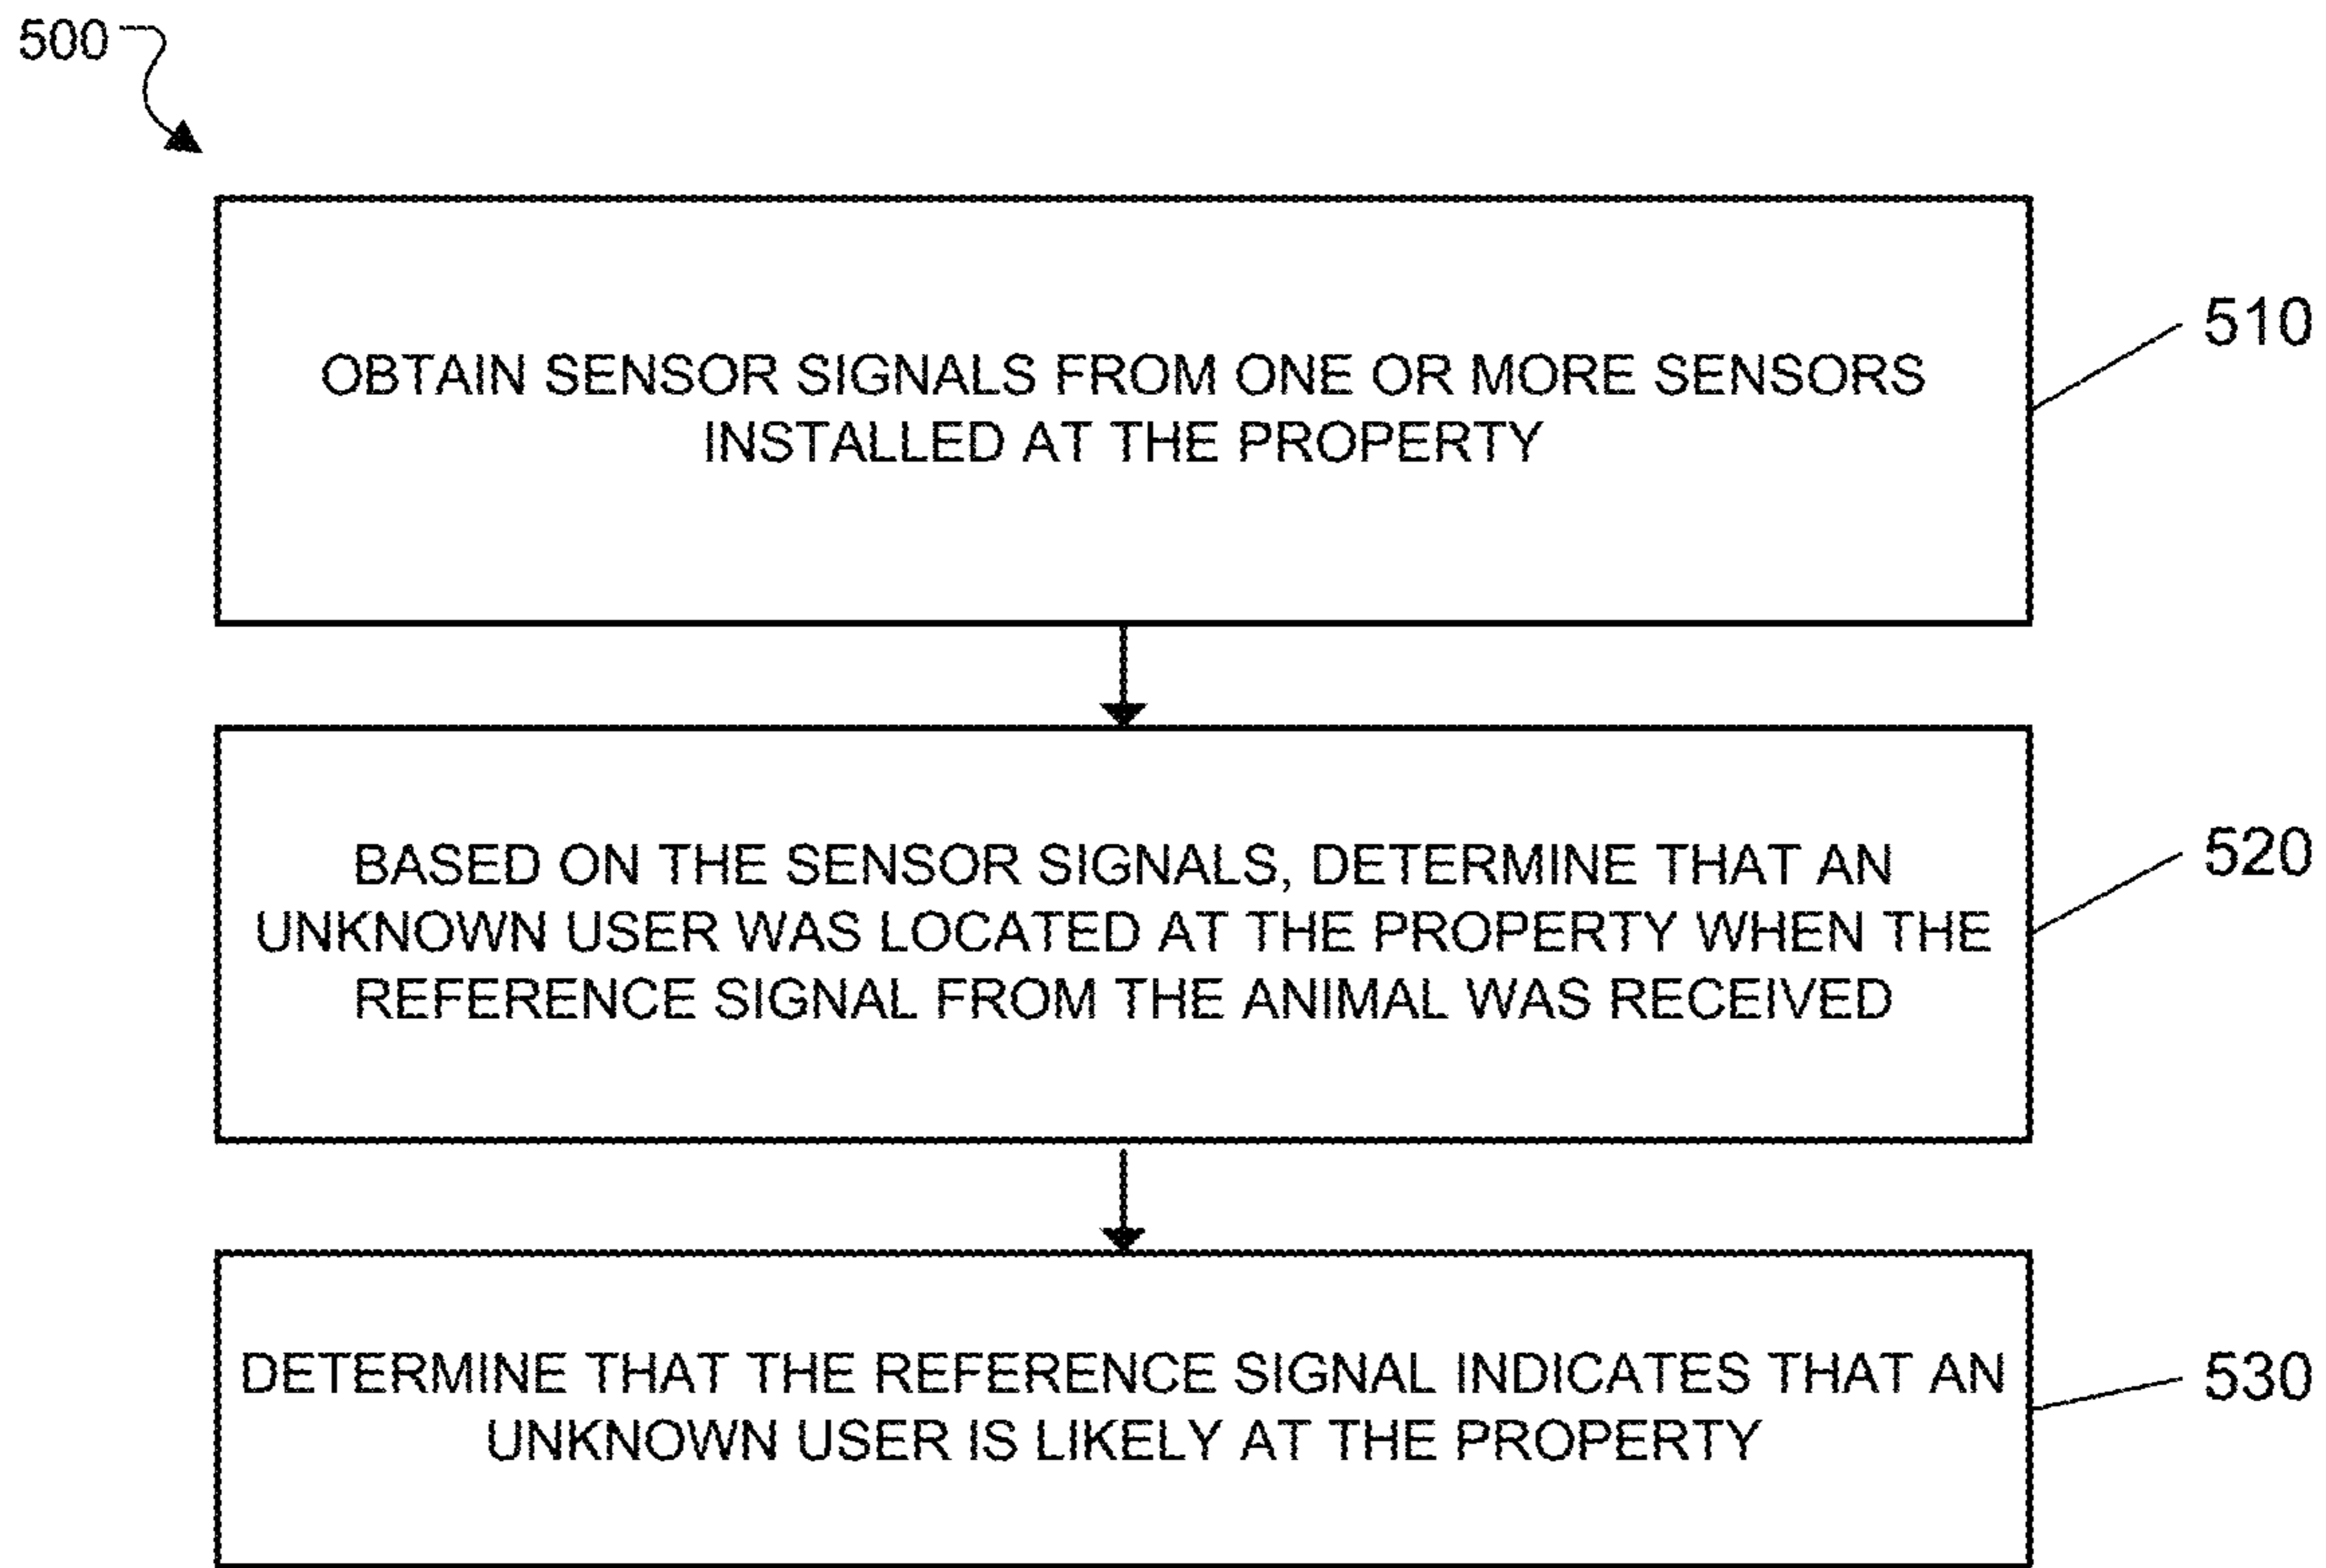 500
OBTAIN SENSOR SIGNALS FROM ONE OR MORE SENSORS
INSTALLED AT THE PROPERTY
510
BASED ON THE SENSOR SIGNALS, DETERMINE THAT AN
UNKNOWN USER WAS LOCATED AT THE PROPERTY WHEN THE
REFERENCE SIGNAL FROM THE ANIMAL WAS RECEIVED
520
DETERMINE THAT THE REFERENCE SIGNAL INDICATES THAT AN
UNKNOWN USER IS LIKELY AT THE PROPERTY
530